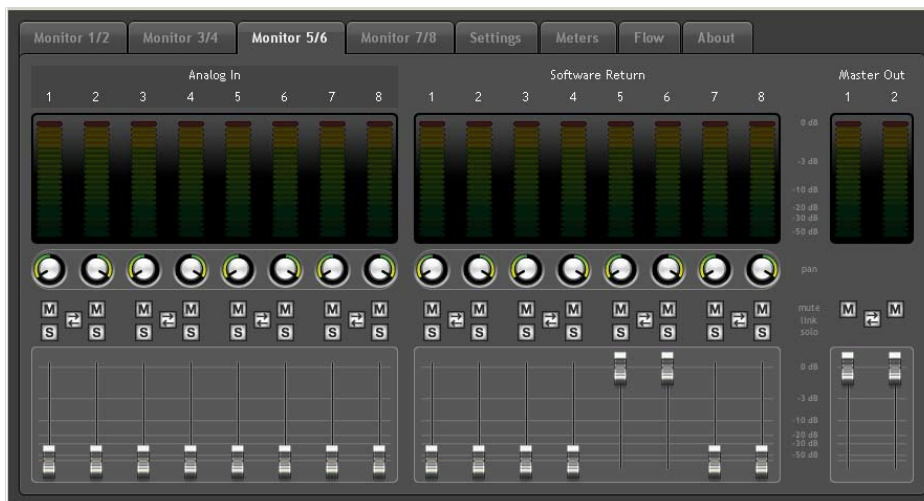 Monitor 1/2 Monitor 3/4 Monitor 5/6 Monitor 7/8 Settings Meters Flow About
Analog In Software Return Master Out
1 2 3 4 5 6 7 8 1 2 3 4 5 6 7 8 1 2
0 dB
-3 dB
-10 dB
-20 dB
-30 dB
-50 dB
pan
M M M M M M M M M M M M M M M M mute M M
link
S S S S S S S S S S S S S S S S solo
0 dB
-3 dB
-10 dB
-20 dB
-30 dB
-50 dB